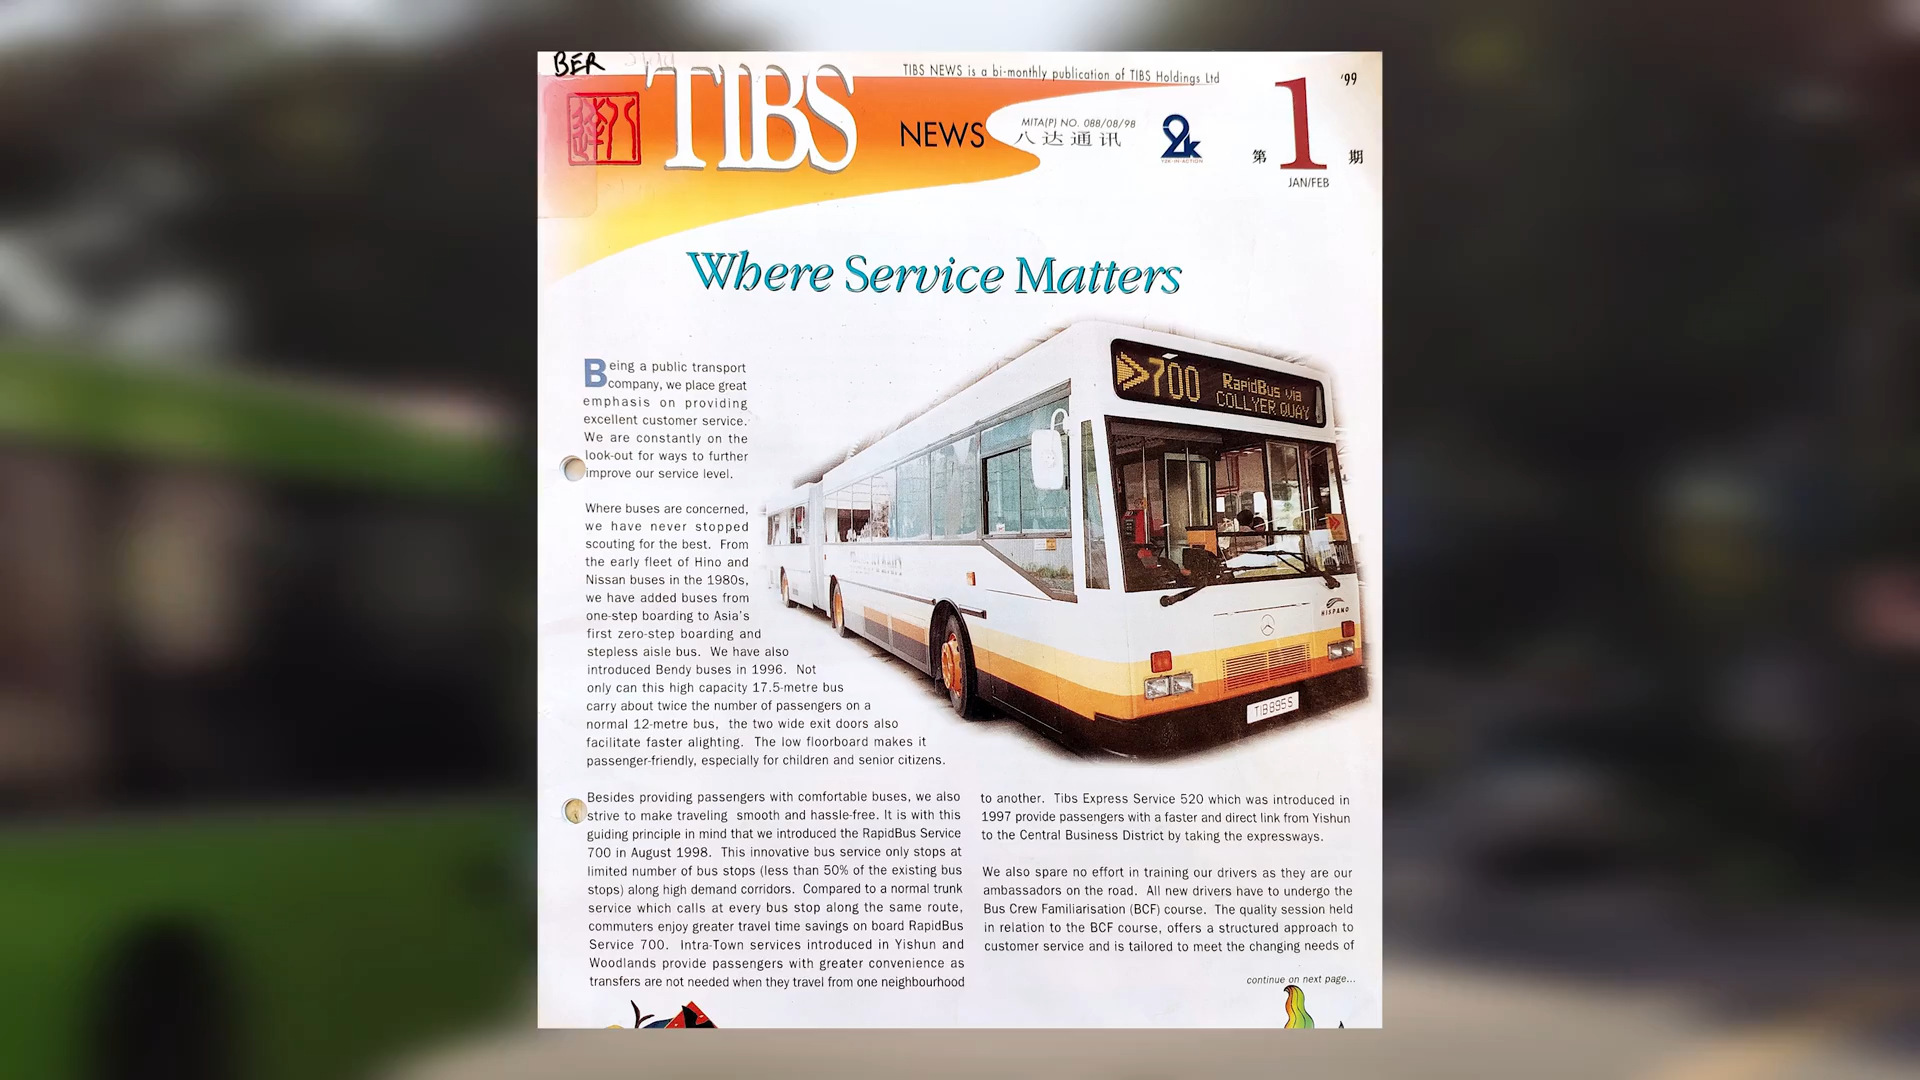 BER
TIBS
NEWS
TIBS NEWS is a bi-monthly publication of TIBS Holdings Ltd
MITA(P) NO. 088/08/98
八达通讯
2k
'99
第 1 期
JAN/FEB
Where Service Matters
Being a public transport
company, we place great
emphasis on providing
excellent customer service.
We are constantly on the
look-out for ways to further
improve our service level.
Where buses are concerned,
we have never stopped
scouting for the best. From
the early fleet of Hino and
Nissan buses in the 1980s,
we have added buses from
one-step boarding to Asia's
first zero-step boarding and
stepless aisle bus. We have also
introduced Bendy buses in 1996. Not
only can this high capacity 17.5-metre bus
carry about twice the number of passengers on a
normal 12-metre bus, the two wide exit doors also
facilitate faster alighting. The low floorboard makes it
passenger-friendly, especially for children and senior citizens.
700
RapidBus via
COLLYER QUAY
HISPANO
TIB895S
Besides providing passengers with comfortable buses, we also
strive to make traveling smooth and hassle-free. It is with this
guiding principle in mind that we introduced the RapidBus Service
700 in August 1998. This innovative bus service only stops at
limited number of bus stops (less than 50% of the existing bus
stops) along high demand corridors. Compared to a normal trunk
service which calls at every bus stop along the same route,
commuters enjoy greater travel time savings on board RapidBus
Service 700. Intra-Town services introduced in Yishun and
Woodlands provide passengers with greater convenience as
transfers are not needed when they travel from one neighbourhood
to another. Tibs Express Service 520 which was introduced in
1997 provide passengers with a faster and direct link from Yishun
to the Central Business District by taking the expressways.
We also spare no effort in training our drivers as they are our
ambassadors on the road. All new drivers have to undergo the
Bus Crew Familiarisation (BCF) course. The quality session held
in relation to the BCF course, offers a structured approach to
customer service and is tailored to meet the changing needs of
continue on next page...